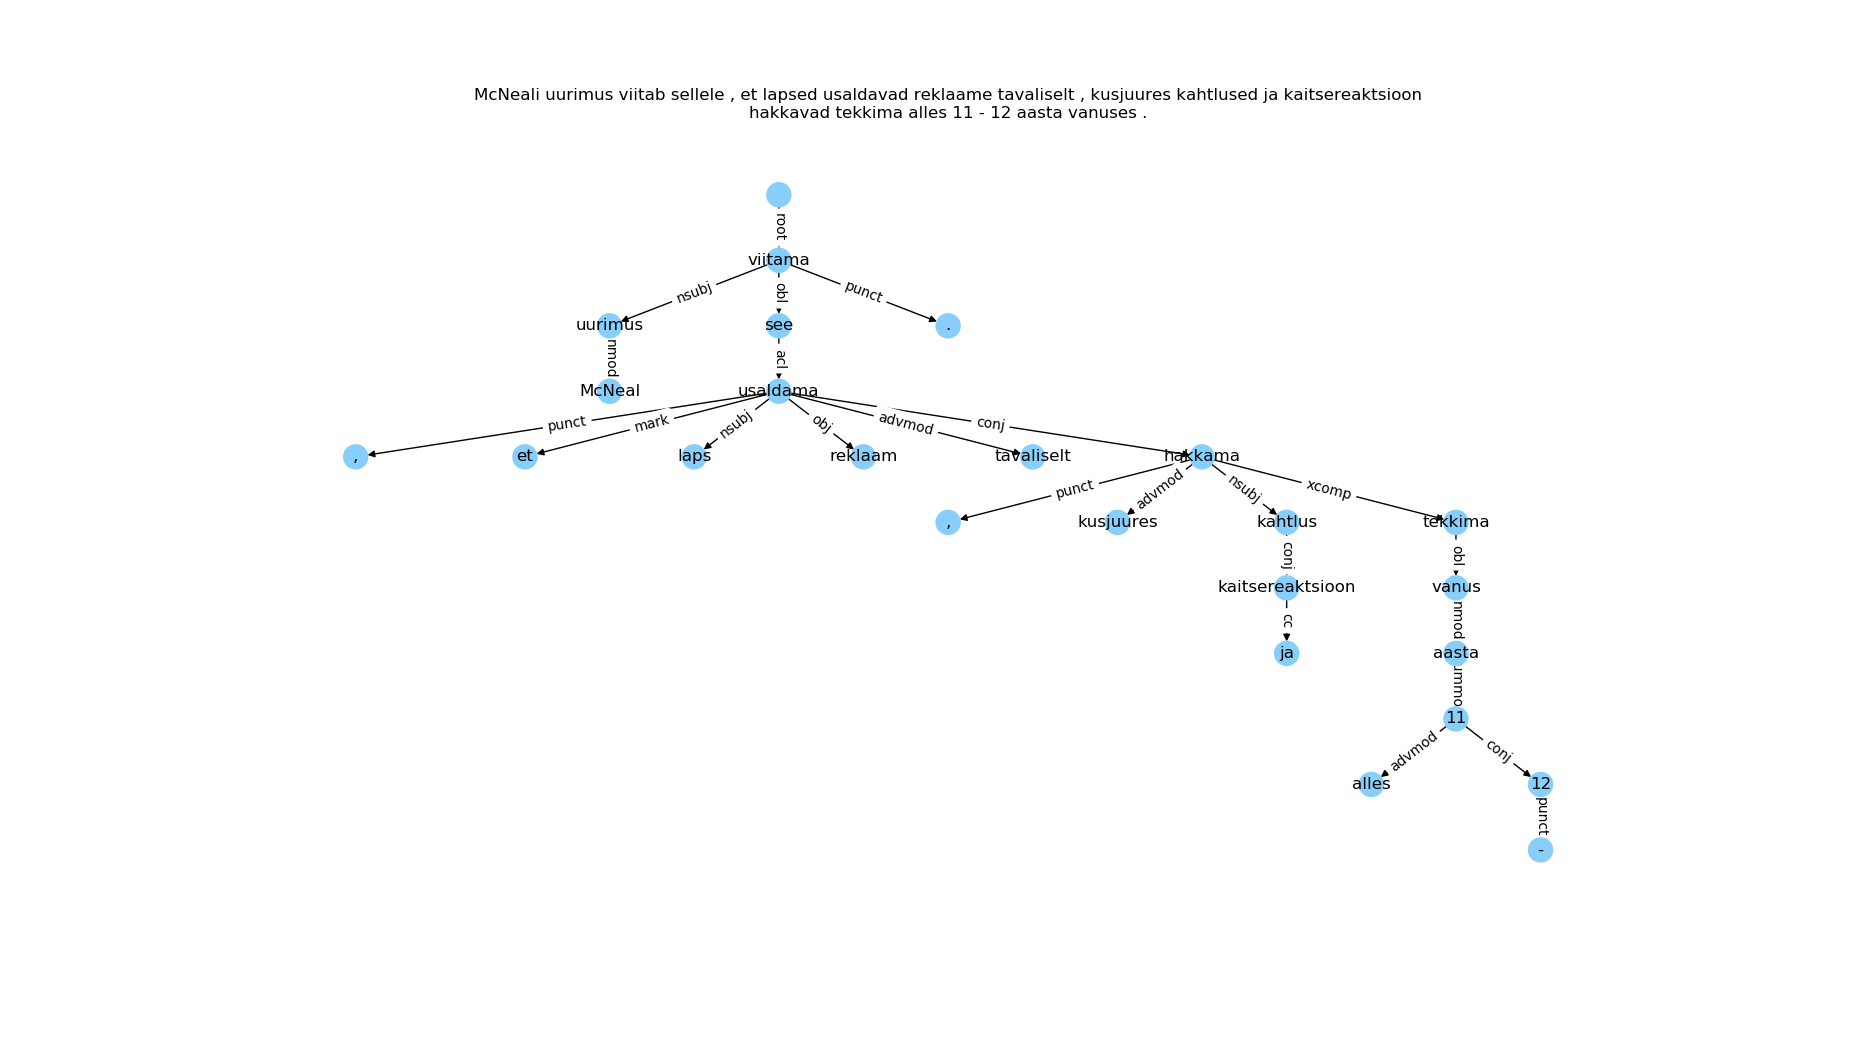 McNeali uurimus viitab sellele , et lapsed usaldavad reklaame tavaliselt , kusjuures kahtlused ja kaitsereaktsioon
hakkavad tekkima alles 11 - 12 aasta vanuses .
root
viitama
nsubj
obl
punct
uurimus
see
.
nmod
acl
McNeal
usaldama
punct
mark
nsubj
obj
advmod
conj
,
et
laps
reklaam
tavaliselt
hakkama
punct
advmod
nsubj
xcomp
,
kusjuures
kahtlus
tekkima
conj
obl
kaitsereaktsioon
vanus
cc
nmod
ja
aasta
ummo
11
advmod
conj
alles
12
punct
-